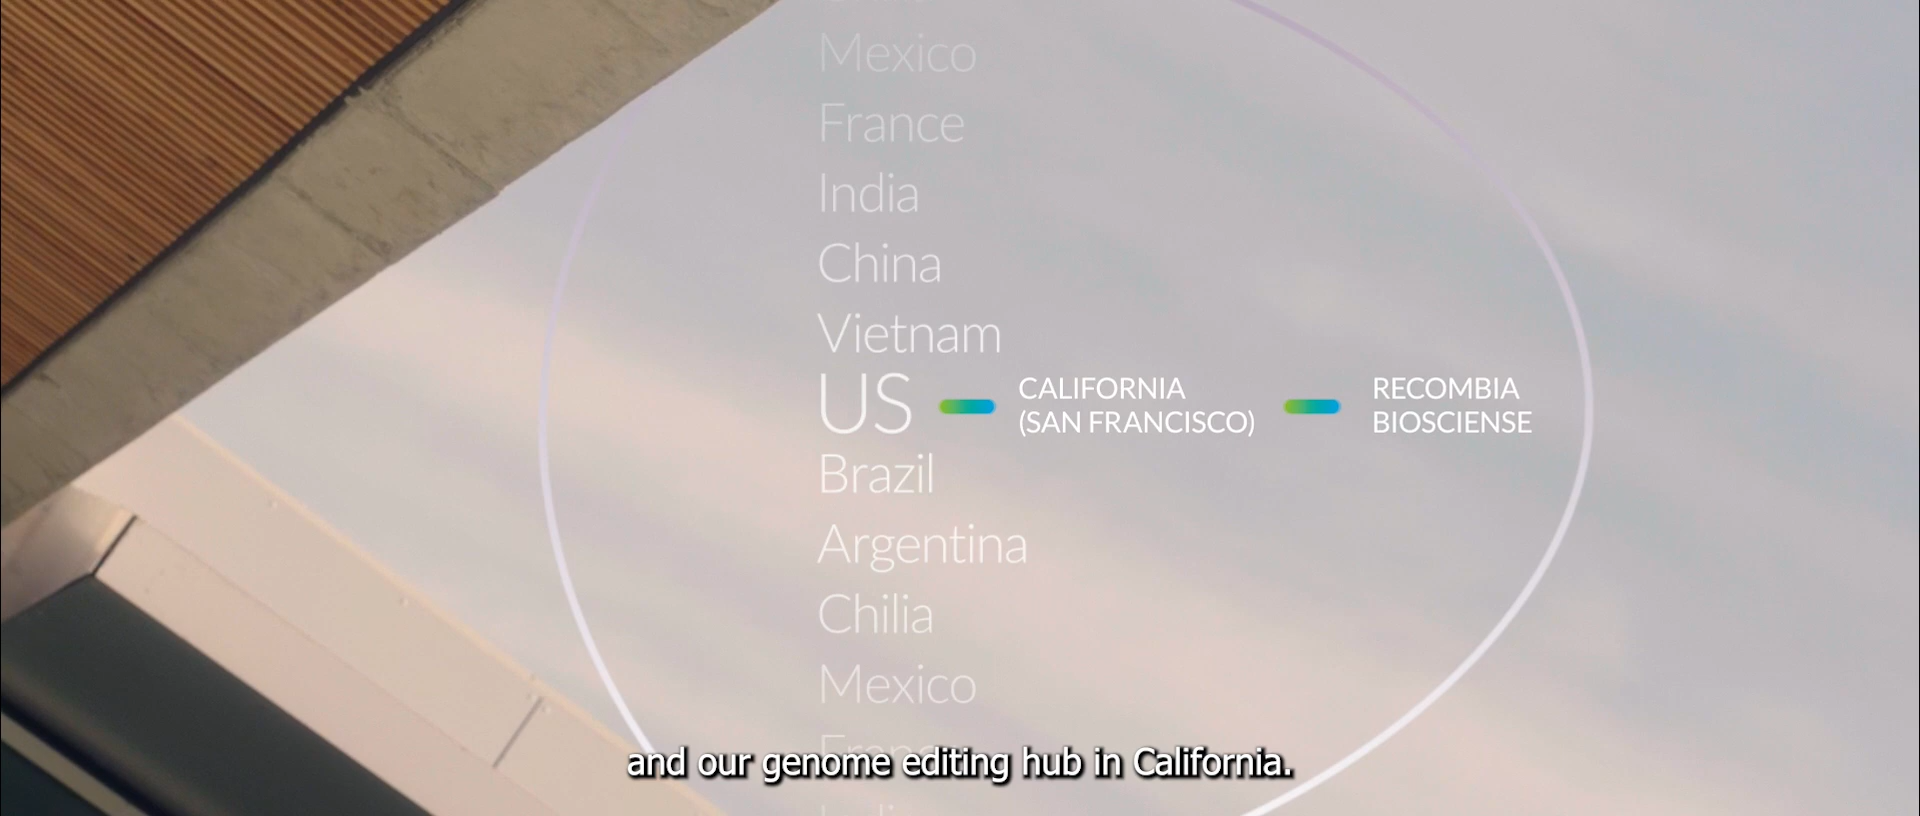 Mexico
France
India
China
Vietnam
US
CALIFORNIA
(SAN FRANCISCO)
RECOMBIA
BIOSCIENSE
Brazil
Argentina
Chilia
Mexico
and our genome editing hub in California.